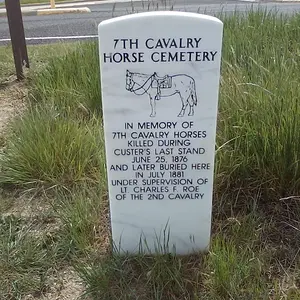 7TH CAVALRY
HORSE CEMETERY
IN MEMORY OF
7TH CAVALRY HORSES
KILLED DURING
CUSTER'S LAST STAND
JUNE 25, 1876
AND LATER BURIED HERE
IN JULY 1881
UNDER SUPERVISION OF
LT. CHARLES F. ROE
OF THE 2ND CAVALRY